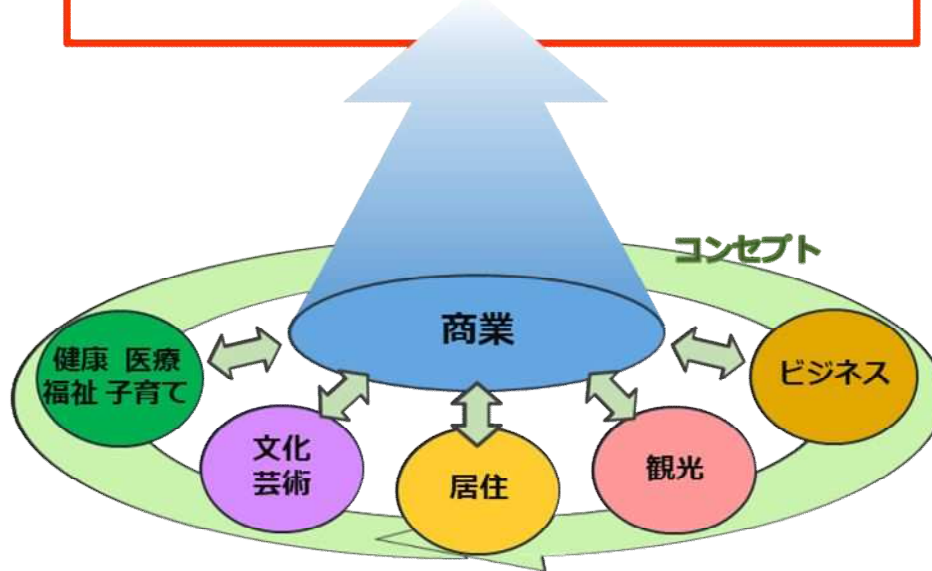 コンセプト
商業
健康 医療
福祉 子育て
文化
芸術
居住
観光
ビジネス